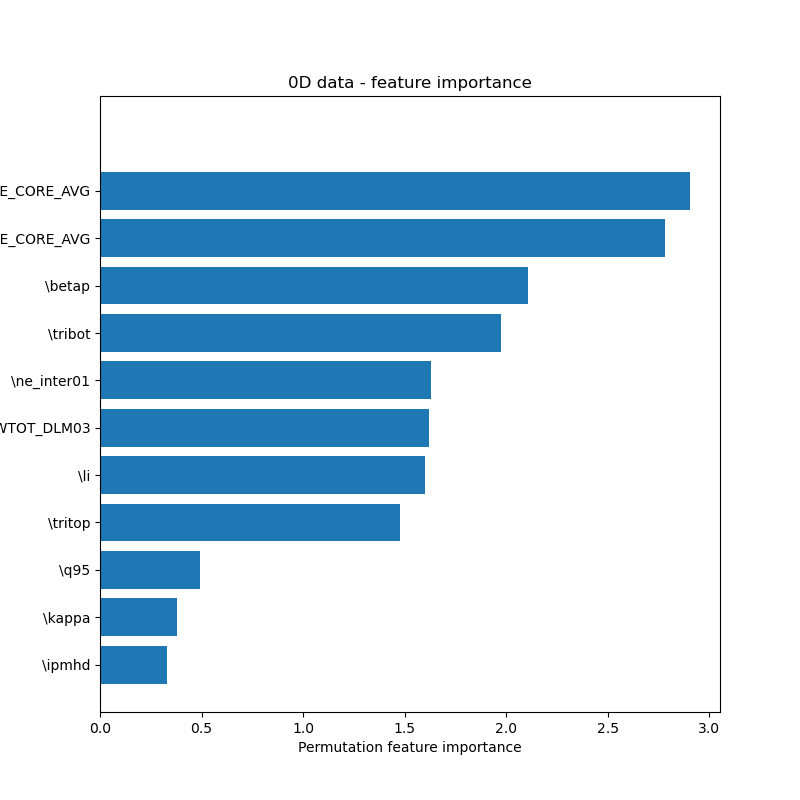 0D data - feature importance
E_CORE_AVG
E_CORE_AVG
\betap
\tribot
\ne_inter01
WTOT_DLM03
\li
\tritop
\q95
\kappa
\ipmhd
0.0 0.5 1.0 1.5 2.0 2.5 3.0
Permutation feature importance